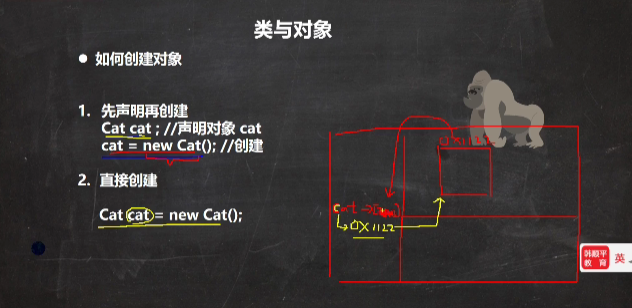 类与对象
● 如何创建对象
1. 先声明再创建
Cat cat ; //声明对象 cat
cat = new Cat(); //创建
2. 直接创建
Cat cat = new Cat();
0x1122
cat →[null]
0x1122
韩顺平
教育
英